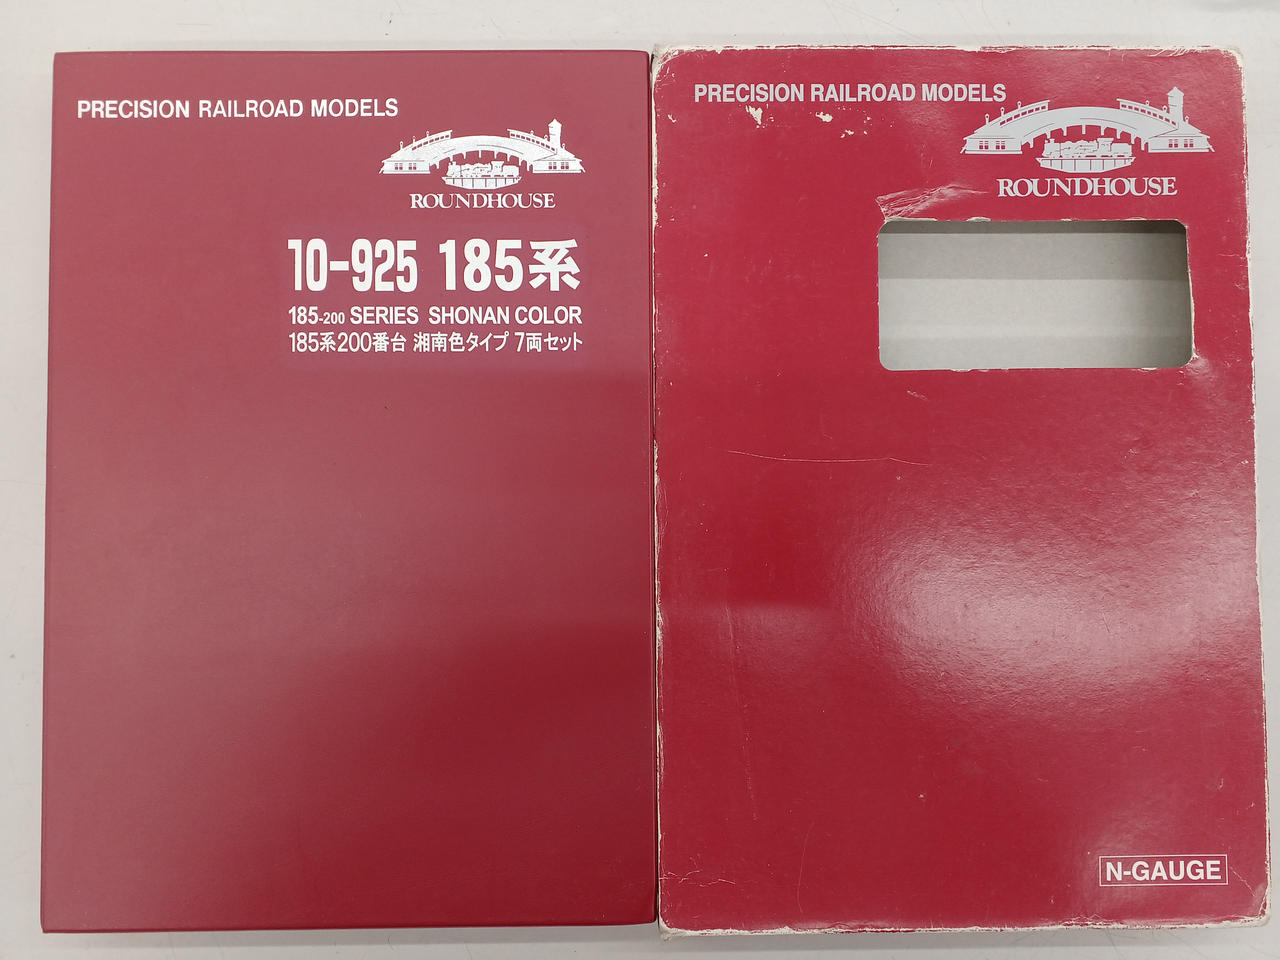 PRECISION RAILROAD MODELS
ROUNDHOUSE
10-925 185系
185-200 SERIES SHONAN COLOR
185系200番台 湘南色タイプ 7両セット
PRECISION RAILROAD MODELS
ROUNDHOUSE
N-GAUGE